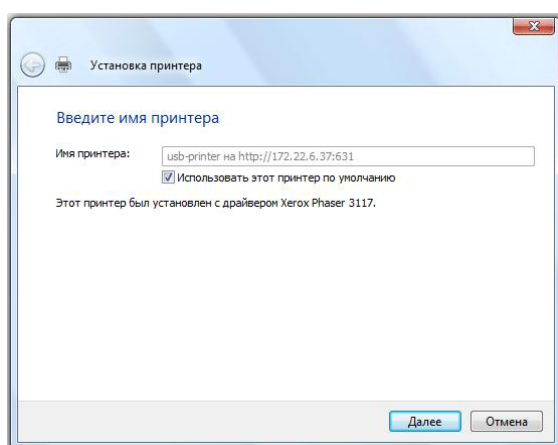 Установка принтера
Введите имя принтера
Имя принтера:
usb-printer на http://172.22.6.37:631
Использовать этот принтер по умолчанию
Этот принтер был установлен с драйвером Xerox Phaser 3117.
Далее
Отмена